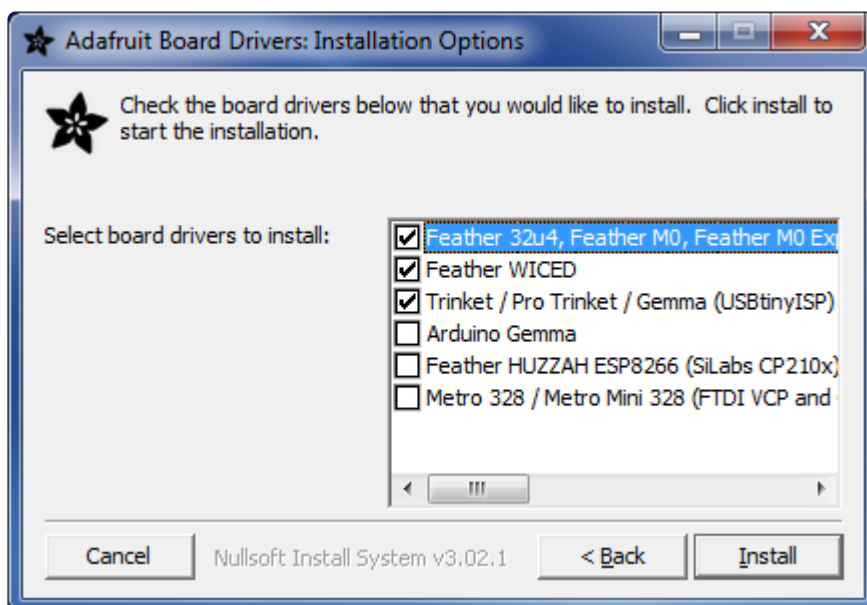 Adafruit Board Drivers: Installation Options
Check the board drivers below that you would like to install. Click install to
start the installation.
Select board drivers to install:
Feather 32u4, Feather M0, Feather M0
Feather WICED
Trinket / Pro Trinket / Gemma (USBtinyISP)
Arduino Gemma
Feather HUZZAH ESP8266 (SiLabs CP210x)
Metro 328 / Metro Mini 328 (FTDI VCP and
Cancel
Nullsoft Install System v3.02.1
< Back
Install